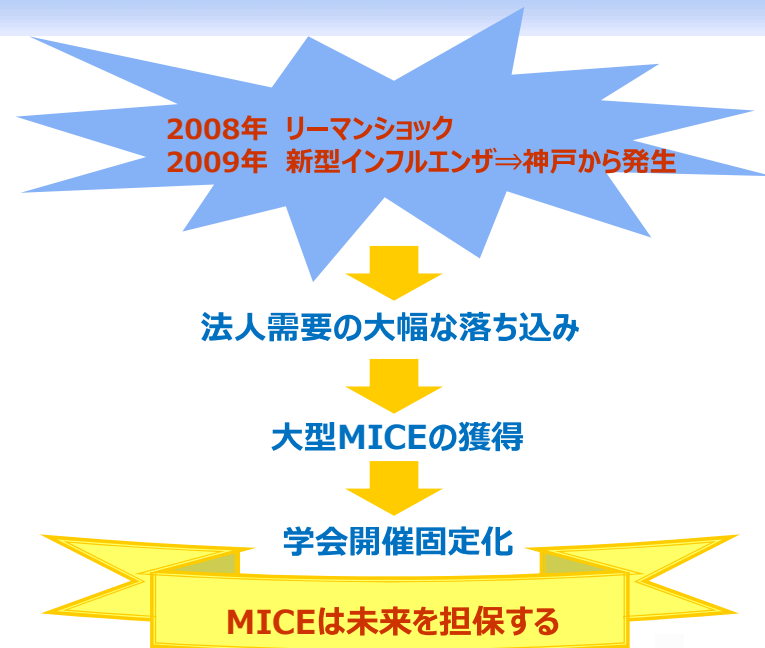 2008年 リーマンショック
2009年 新型インフルエンザ⇒神戸から発生
法人需要の大幅な落ち込み
大型MICEの獲得
学会開催固定化
MICEは未来を担保する